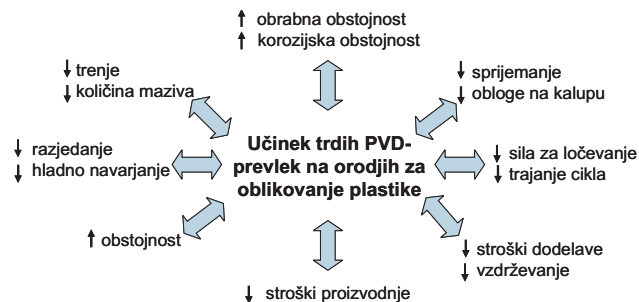 ↑ obrabna obstojnost
↑ korozijska obstojnost
↓ trenje
↓ količina maziva
↓ sprijemanje
↓ obloge na kalupu
↓ razjedanje
↓ hladno navarjanje
Učinek trdih PVD-
prevlek na orodjih za
oblikovanje plastike
↓ sila za ločevanje
↓ trajanje cikla
↑ obstojnost
↓ stroški dodelave
↓ vzdrževanje
↓ stroški proizvodnje